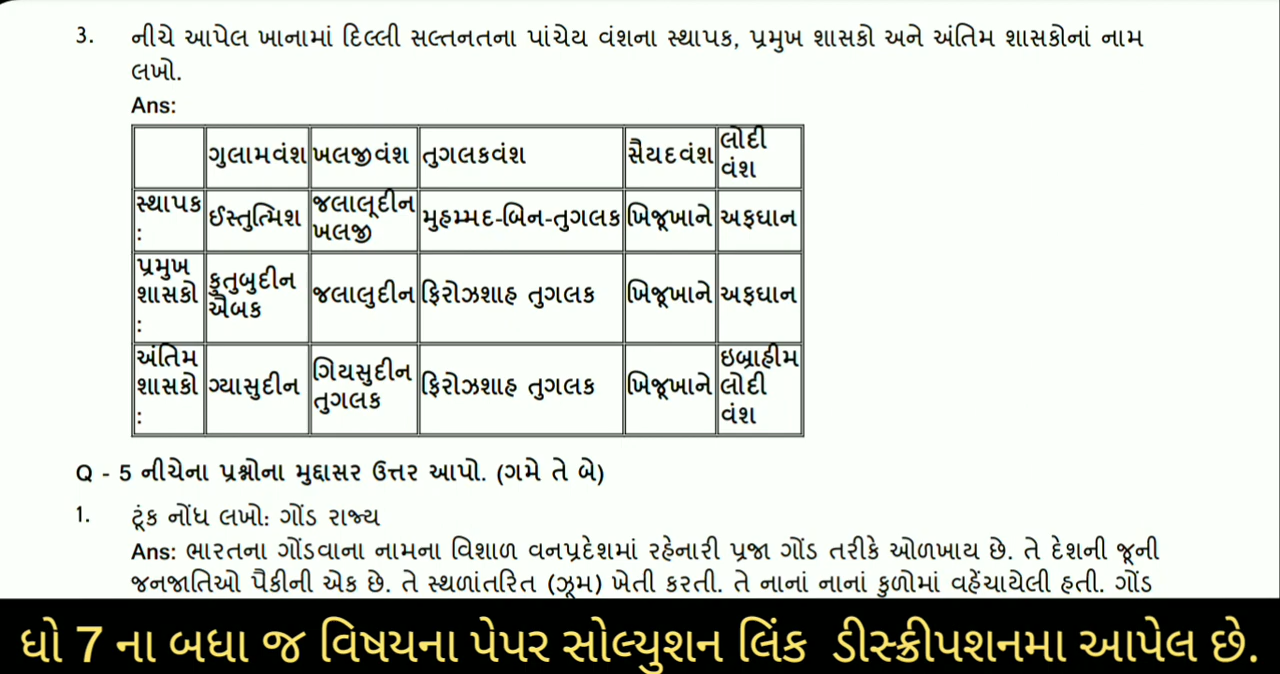 3. નીચે આપેલ ખાનામાં દિલ્લી સલ્તનતના પાંચેય વંશના સ્થાપક, પ્રમુખ શાસકો અને અંતિમ શાસકોનાં નામ
લખો.
Ans:
ગુલામવંશ ખલજીવંશ તુગલકવંશ સૈયદવંશ લોદી વંશ
સ્થાપક : ઈસ્તુત્મિશ જલાલૂદીન ખલજી મુહમ્મદ-બિન-તુગલક ખિજ્રખાને અફઘાન
પ્રમુખ શાસકો : કુતુબુદીન ઐબક જલાલુદીન ફિરોઝશાહ તુગલક ખિજ્રખાને અફઘાન
અંતિમ શાસકો : ગ્યાસુદીન ગિયસુદીન તુગલક ફિરોઝશાહ તુગલક ખિજ્રખાને ઇબ્રાહીમ લોદી વંશ
Q - 5 નીચેના પ્રશ્નોના મુદ્દાસર ઉત્તર આપો. (ગમે તે બે)
1. ટૂંક નોંધ લખો: ગોંડ રાજ્ય
Ans: ભારતના ગોંડવાના નામના વિશાળ વનપ્રદેશમાં રહેનારી પ્રજા ગોંડ તરીકે ઓળખાય છે. તે દેશની જૂની
જનજાતિઓ પૈકીની એક છે. તે સ્થળાંતરિત (ઝૂમ) ખેતી કરતી. તે નાનાં નાનાં કુળોમાં વહેંચાયેલી હતી. ગોંડ
ધો 7 ના બધા જ વિષયના પેપર સોલ્યુશન લિંક ડીસ્ક્રીપશનમા આપેલ છે.